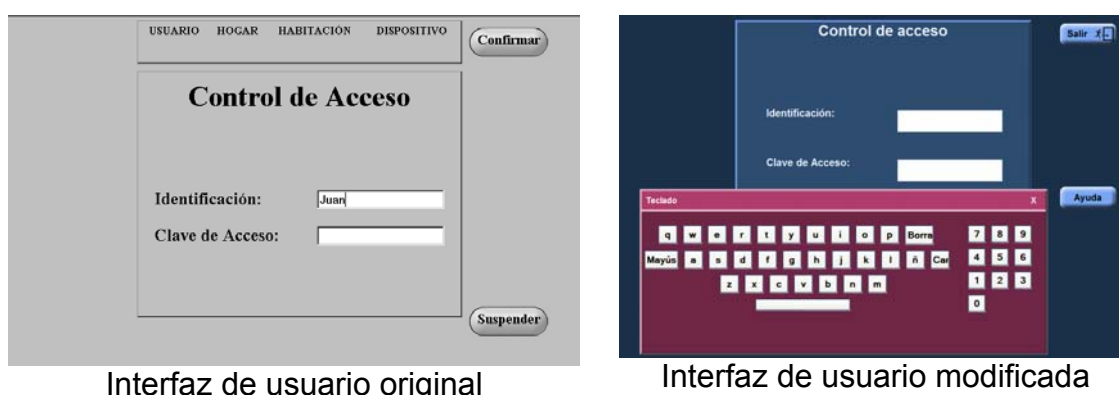 USUARIO HOGAR HABITACIÓN DISPOSITIVO
Confirmar
Control de Acceso
Identificación: Juan
Clave de Acceso:
Suspender
Interfaz de usuario original
Control de acceso
Salir
Identificación:
Clave de Acceso:
Ayuda
Teclado X
q w e r t y u i o p Borra 7 8 9
Mayús a s d f g h j k l ñ Car 4 5 6
z x c v b n m 1 2 3
0
Interfaz de usuario modificada